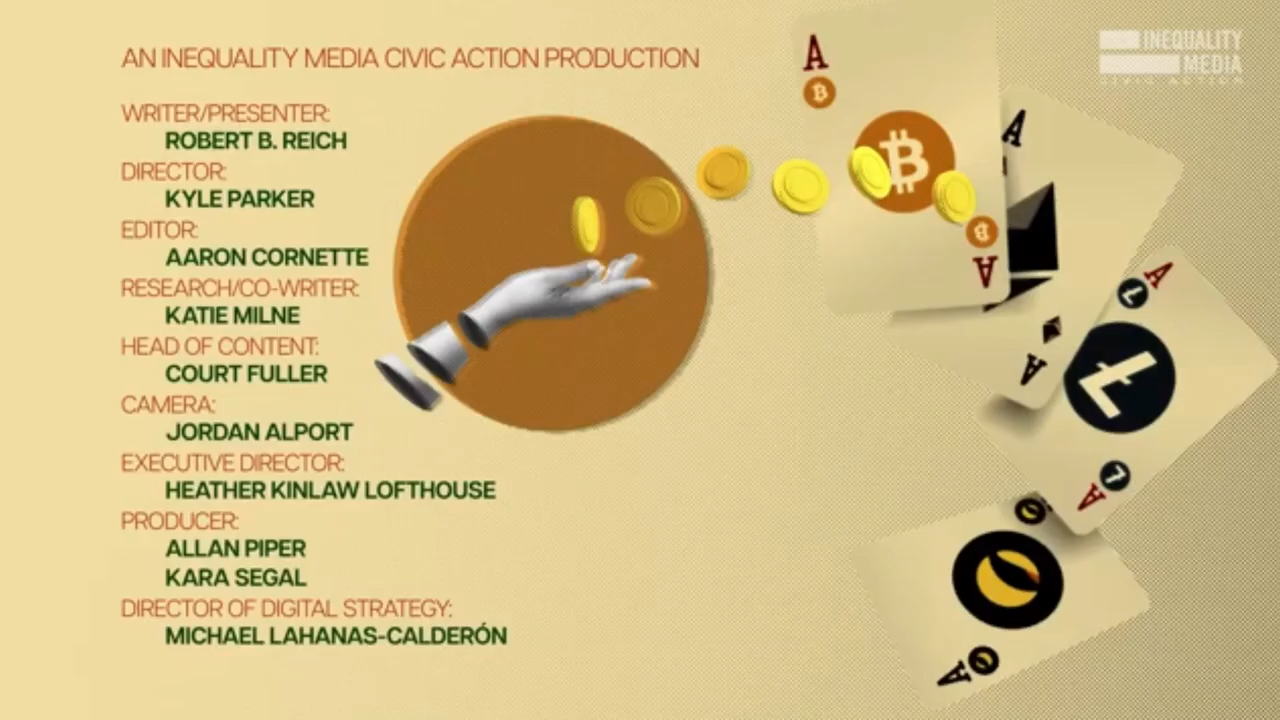 AN INEQUALITY MEDIA CIVIC ACTION PRODUCTION
WRITER/PRESENTER:
ROBERT B. REICH
DIRECTOR:
KYLE PARKER
EDITOR:
AARON CORNETTE
RESEARCH/CO-WRITER:
KATIE MILNE
HEAD OF CONTENT:
COURT FULLER
CAMERA:
JORDAN ALPORT
EXECUTIVE DIRECTOR:
HEATHER KINLAW LOFTHOUSE
PRODUCER:
ALLAN PIPER
KARA SEGAL
DIRECTOR OF DIGITAL STRATEGY:
MICHAEL LAHANAS-CALDERÓN
INEQUALITY
MEDIA
CIVIC ACTION
A
A
A
A
A
A
A